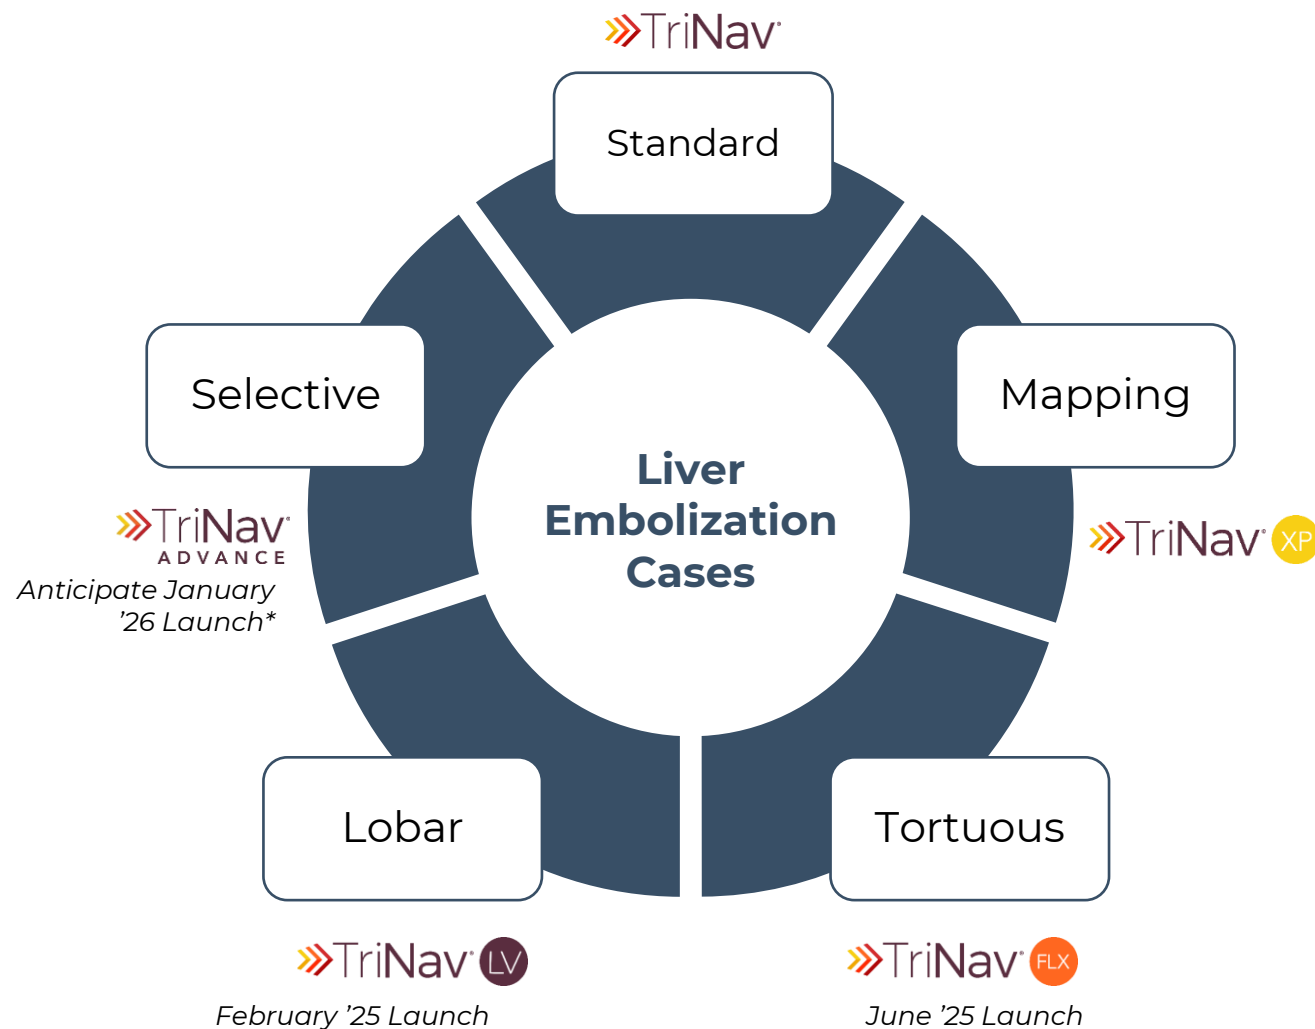 TriNav®
Standard
Selective
Mapping
Liver
Embolization
Cases
TriNav®
ADVANCE
Anticipate January
’26 Launch*
TriNav® XP
Lobar
Tortuous
TriNav® LV
February ’25 Launch
TriNav® FLX
June ’25 Launch